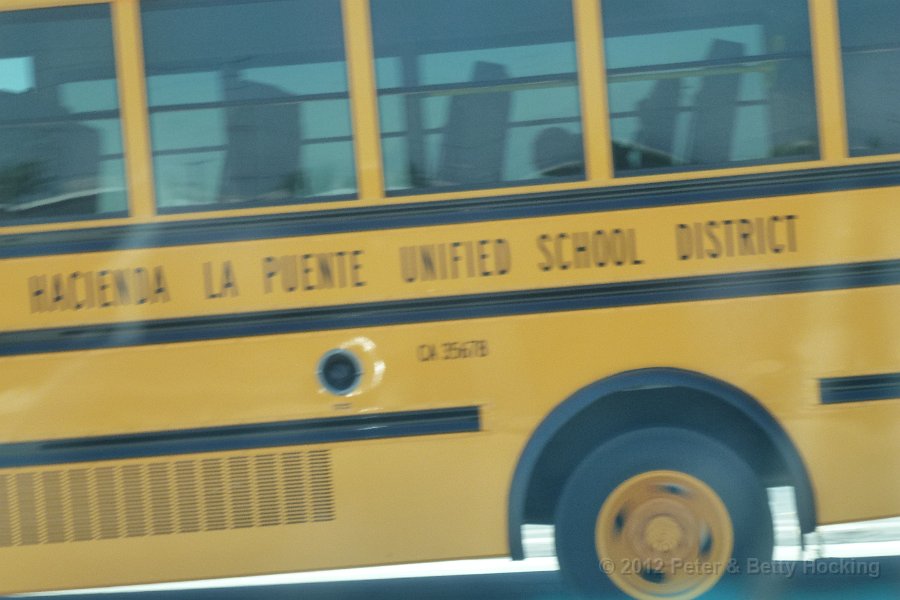 HACIENDA LA PUENTE UNIFIED SCHOOL DISTRICT
CA 35678
© 2012 Peter & Betty Hocking